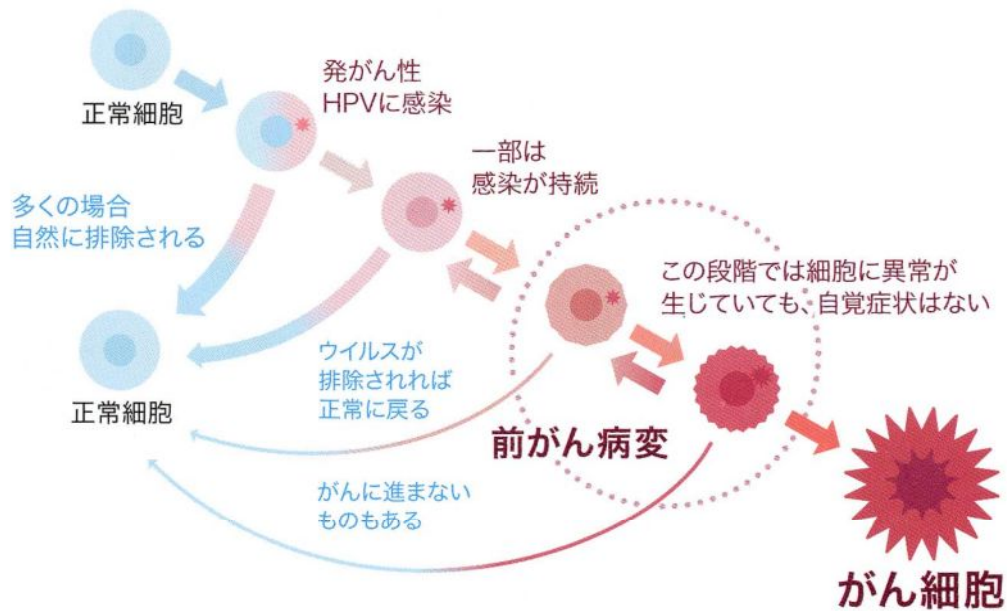 正常細胞
発がん性
HPVに感染
一部は
感染が持続
多くの場合
自然に排除される
この段階では細胞に異常が
生じていても、自覚症状はない
ウイルスが
排除されれば
正常に戻る
正常細胞
前がん病変
がんに進まない
ものもある
がん細胞